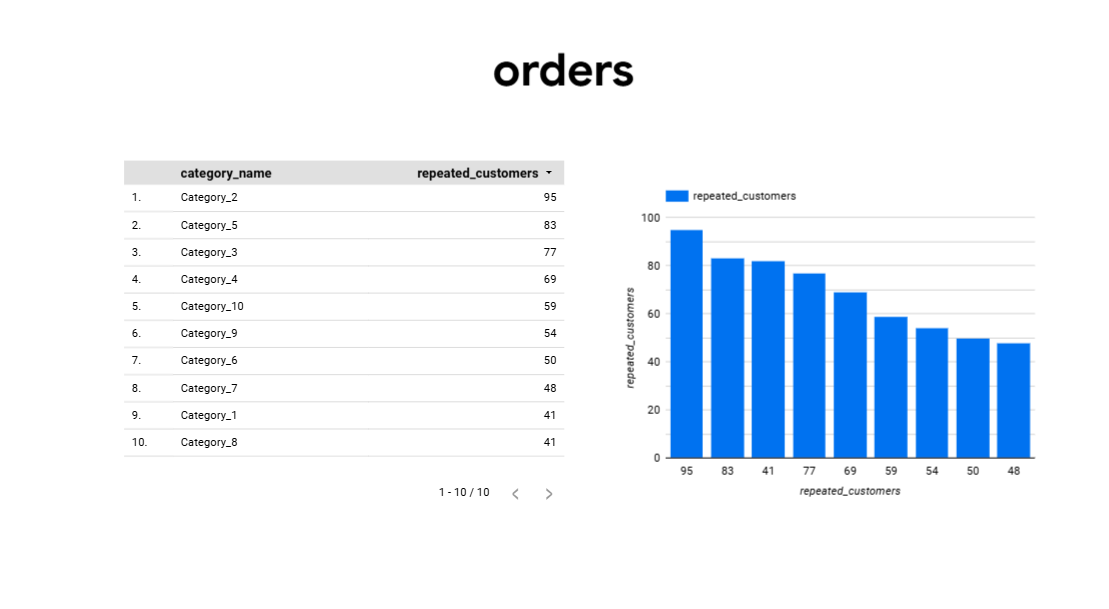 orders
category_name repeated_customers
1. Category_2 95
2. Category_5 83
3. Category_3 77
4. Category_4 69
5. Category_10 59
6. Category_9 54
7. Category_6 50
8. Category_7 48
9. Category_1 41
10. Category_8 41
1 - 10 / 10
repeated_customers
repeated_customers
100
80
60
40
20
0
95 83 41 77 69 59 54 50 48
repeated_customers